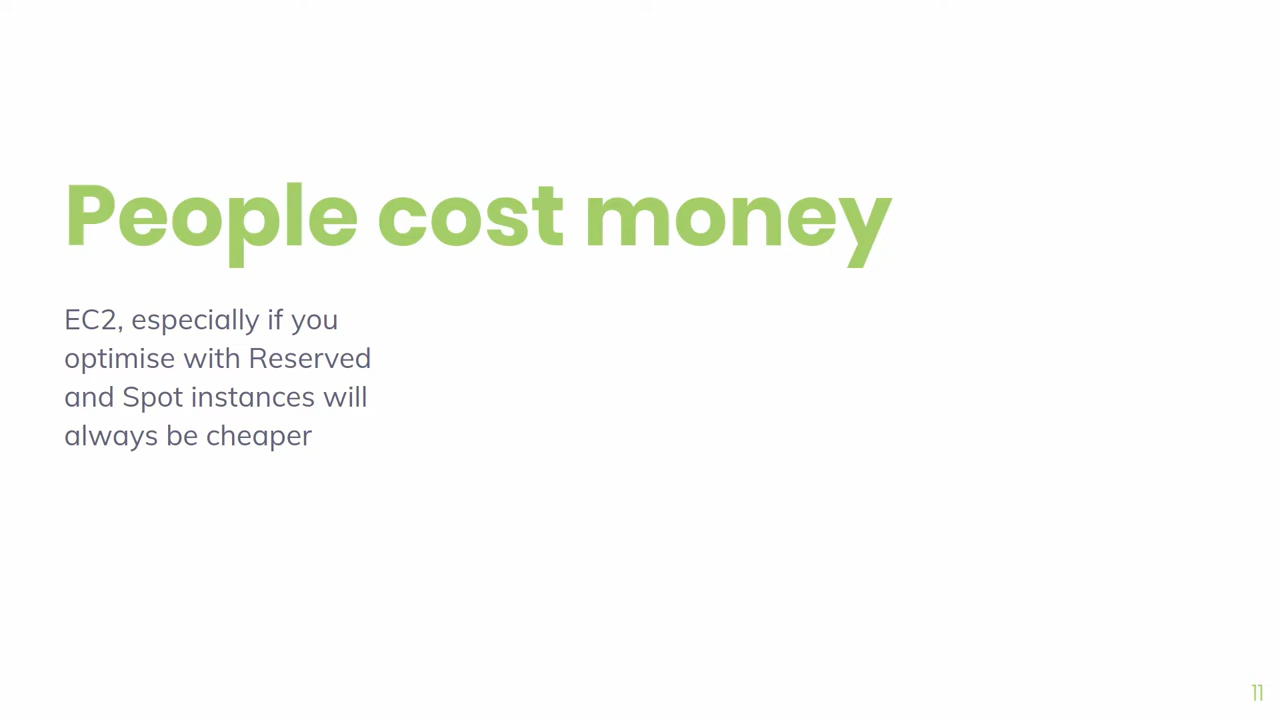 People cost money
EC2, especially if you
optimise with Reserved
and Spot instances will
always be cheaper
11